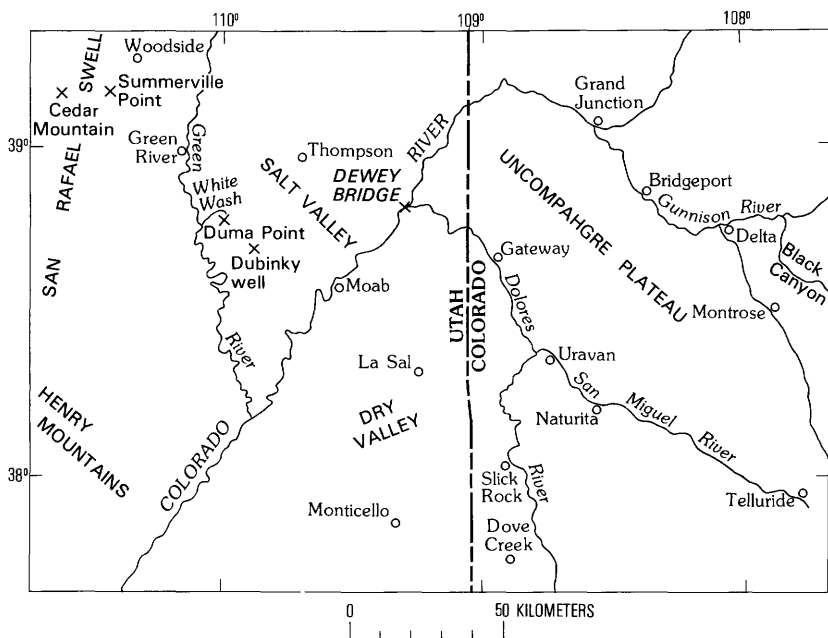 110°
109°
108°
Woodside
SWELL
Summerville
Point
Cedar
Mountain
Grand
Junction
39°
Green
River
Green
Thompson
RIVER
RAFAEL
White
Wash
SALT VALLEY
DEWEY
BRIDGE
UNCOMPAHGRE PLATEAU
Bridgeport
Gunnison River
Duma Point
Delta
Dubinky
well
Gateway
Black
Canyon
SAN
Moab
Dolores
UTAH
COLORADO
Montrose
River
La Sal
Uravan
San Miguel River
DRY
VALLEY
Naturita
HENRY
MOUNTAINS
COLORADO
38°
Slick
Rock
River
Telluride
Monticello
Dove
Creek
0 50 KILOMETERS